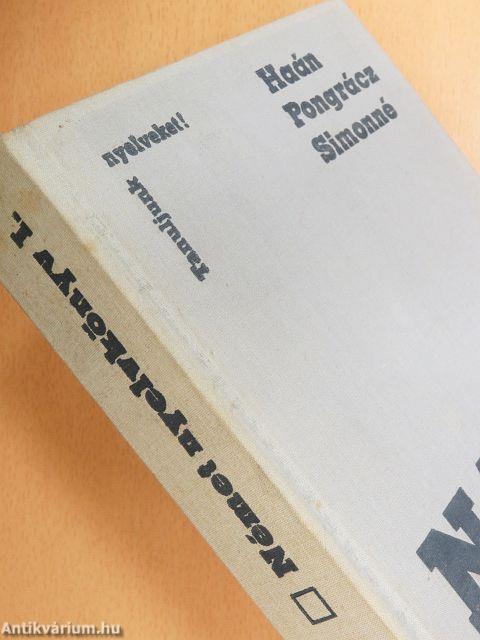 Haán
Pongrácz
Simonné
Tanuljunk
nyelveket!
Német nyelvkönyv I.
N
Antikvárium.hu